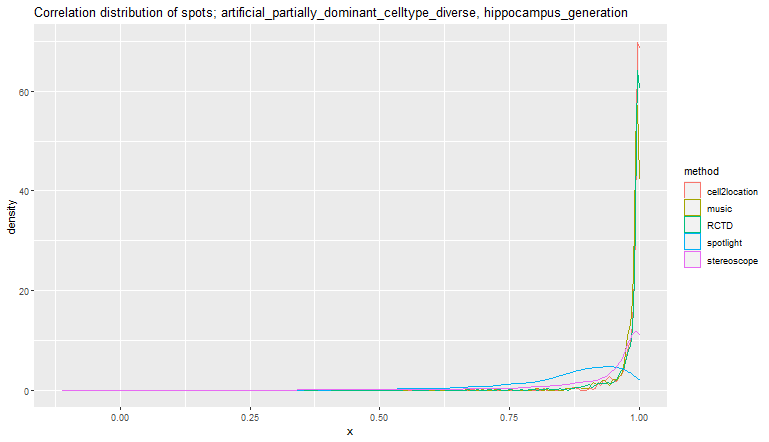 Correlation distribution of spots; artificial_partially_dominant_celltype_diverse, hippocampus_generation
density
60
40
20
0
0.00 0.25 0.50 0.75 1.00
x
method
cell2location
music
RCTD
spotlight
stereoscope